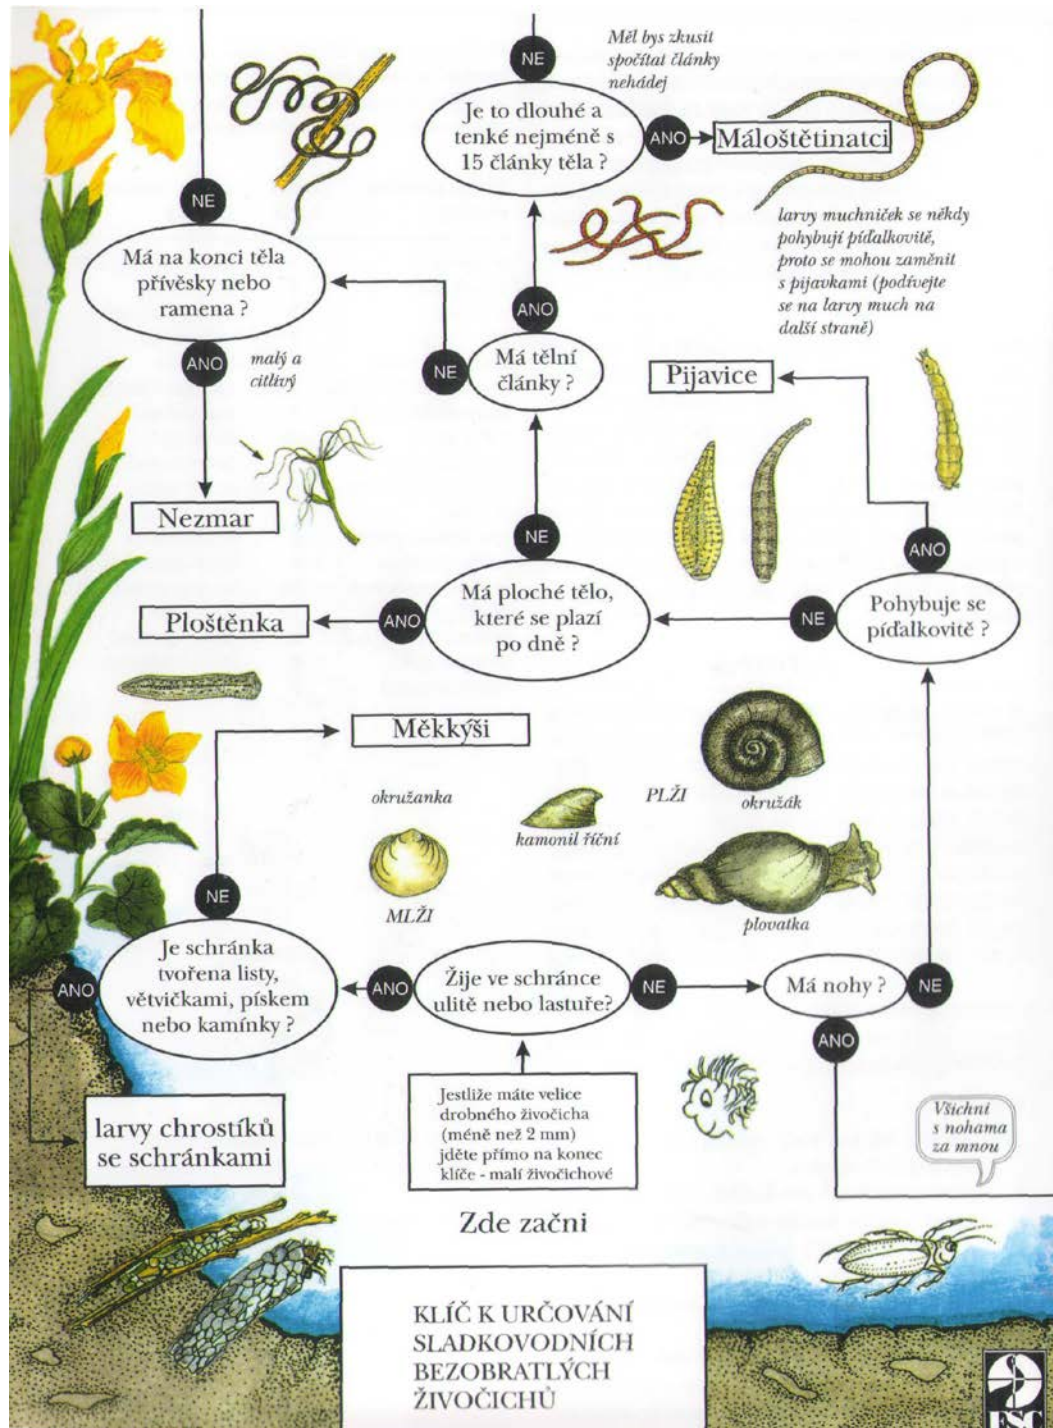 NE
Měl bys zkusit
spočítat články
nehádej
Je to dlouhé a
tenké nejméně s
15 články těla ?
ANO
Máloštětinatci
NE
larvy muchniček se někdy
pohybují píďalkovitě,
proto se mohou zaměnit
s pijavkami (podívejte
se na larvy much na
další straně)
Má na konci těla
přívěsky nebo
ramena ?
ANO
malý a
citlivý
ANO
NE
Má tělní
články ?
Pijavice
Nezmar
NE
ANO
Ploštěnka
ANO
Má ploché tělo,
které se plazí
po dně ?
NE
Pohybuje se
píďalkovitě ?
Měkkýši
okružanka
kamonil říční
PLŽI
okružák
MLŽI
plovatka
NE
Je schránka
tvořena listy,
větvičkami, pískem
nebo kamínky ?
ANO
ANO
Žije ve schránce
ulitě nebo lastuře?
NE
Má nohy ?
NE
ANO
larvy chrostíků
se schránkami
Jestliže máte velice
drobného živočicha
(méně než 2 mm)
jděte přímo na konec
klíče - malí živočichové
Všichni
s nohama
za mnou
Zde začni
KLÍČ K URČOVÁNÍ
SLADKOVODNÍCH
BEZOBRATLÝCH
ŽIVOČICHŮ
FSC